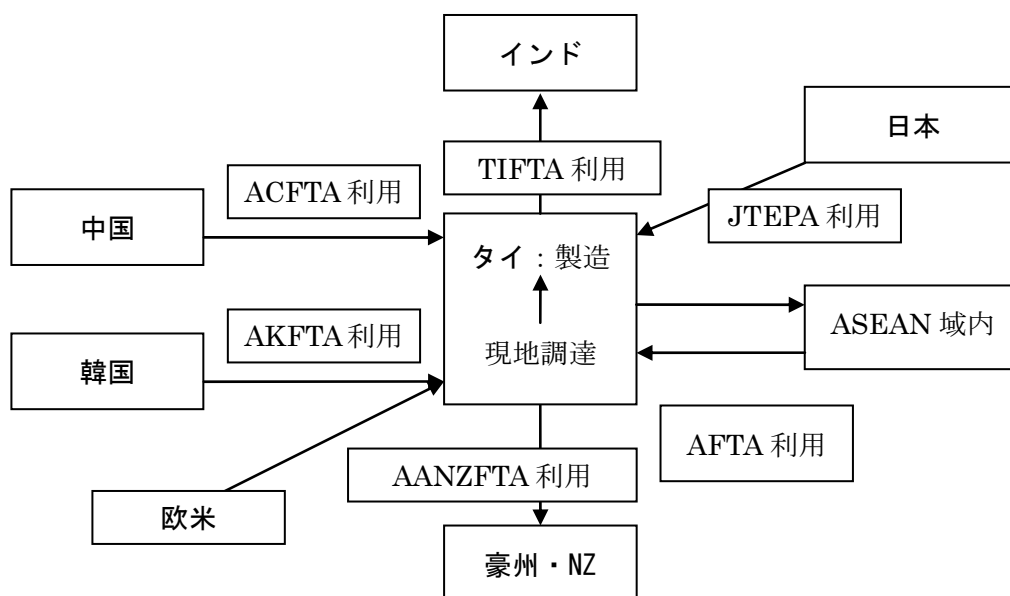 インド
日本
TIFTA 利用
ACFTA 利用
JTEPA 利用
中国
タイ：製造
ASEAN 域内
AKFTA 利用
現地調達
韓国
AFTA 利用
AANZFTA 利用
欧米
豪州・NZ